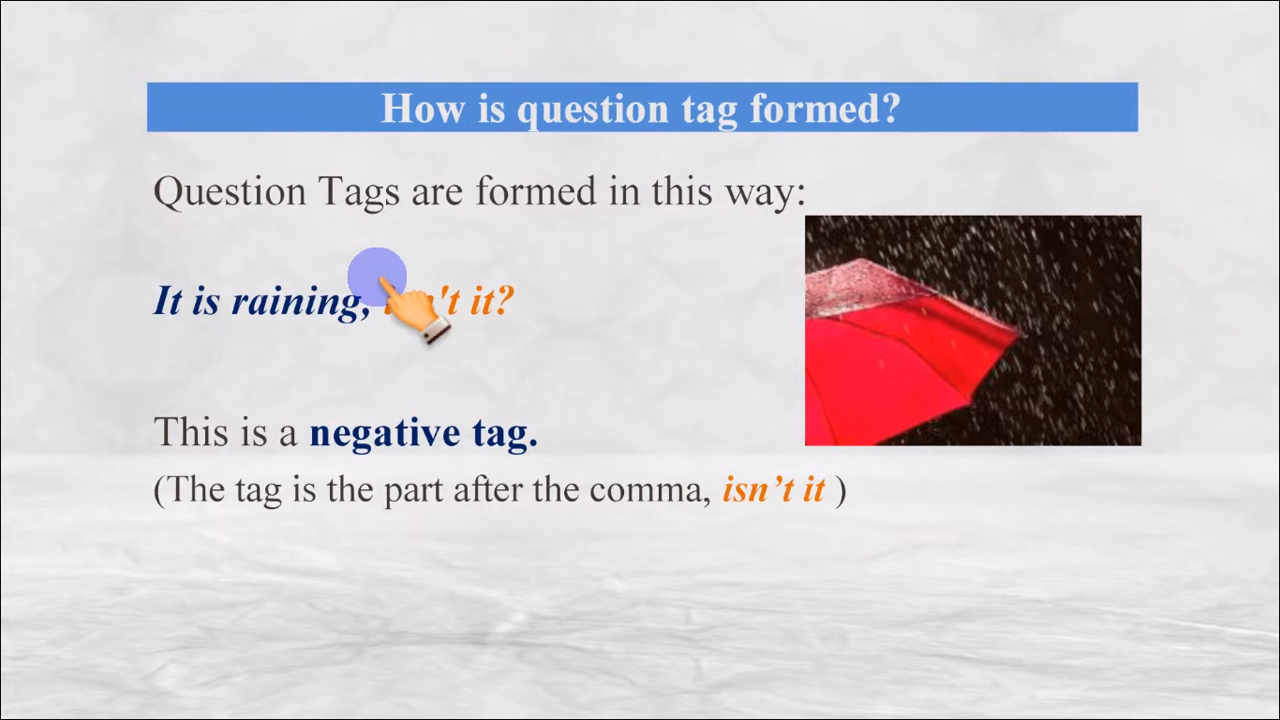 How is question tag formed?
Question Tags are formed in this way:
It is raining, it?
This is a negative tag.
(The tag is the part after the comma, isn’t it )